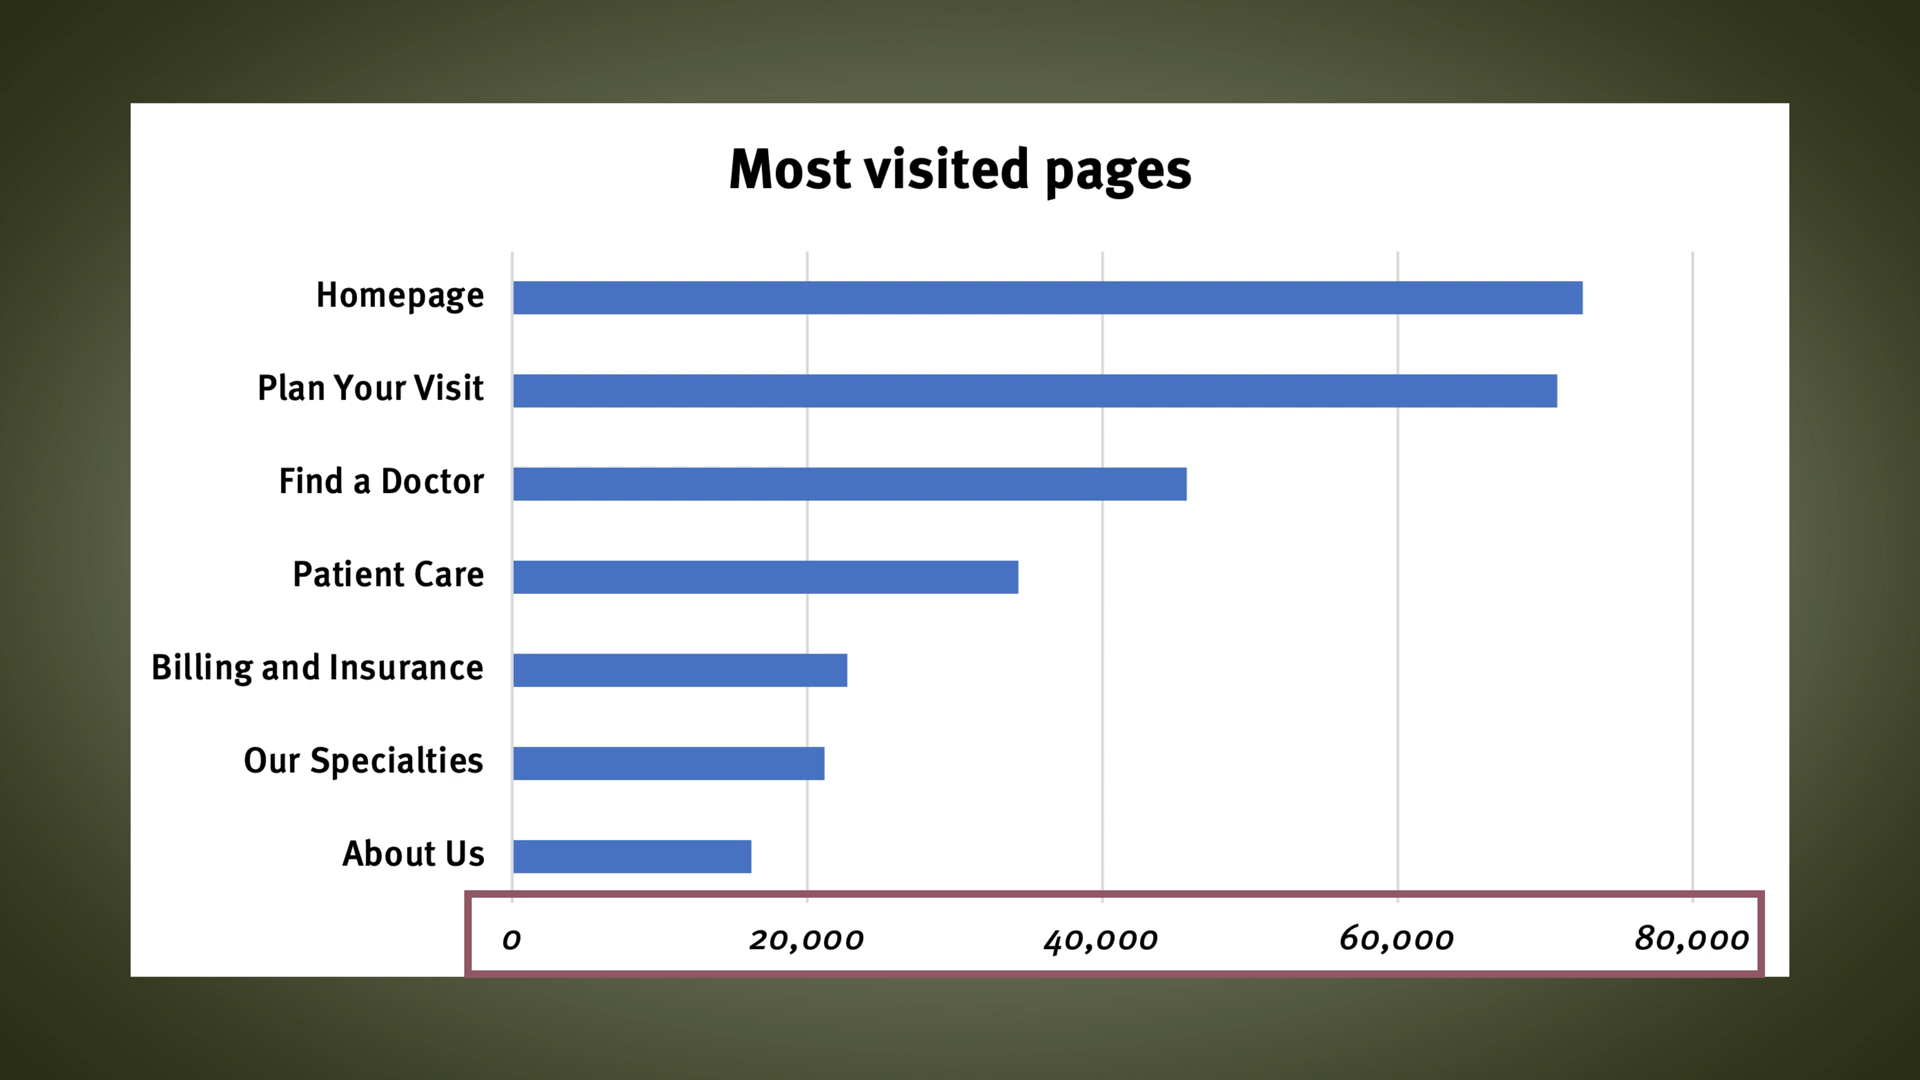 Most visited pages
Homepage
Plan Your Visit
Find a Doctor
Patient Care
Billing and Insurance
Our Specialties
About Us
0 20,000 40,000 60,000 80,000